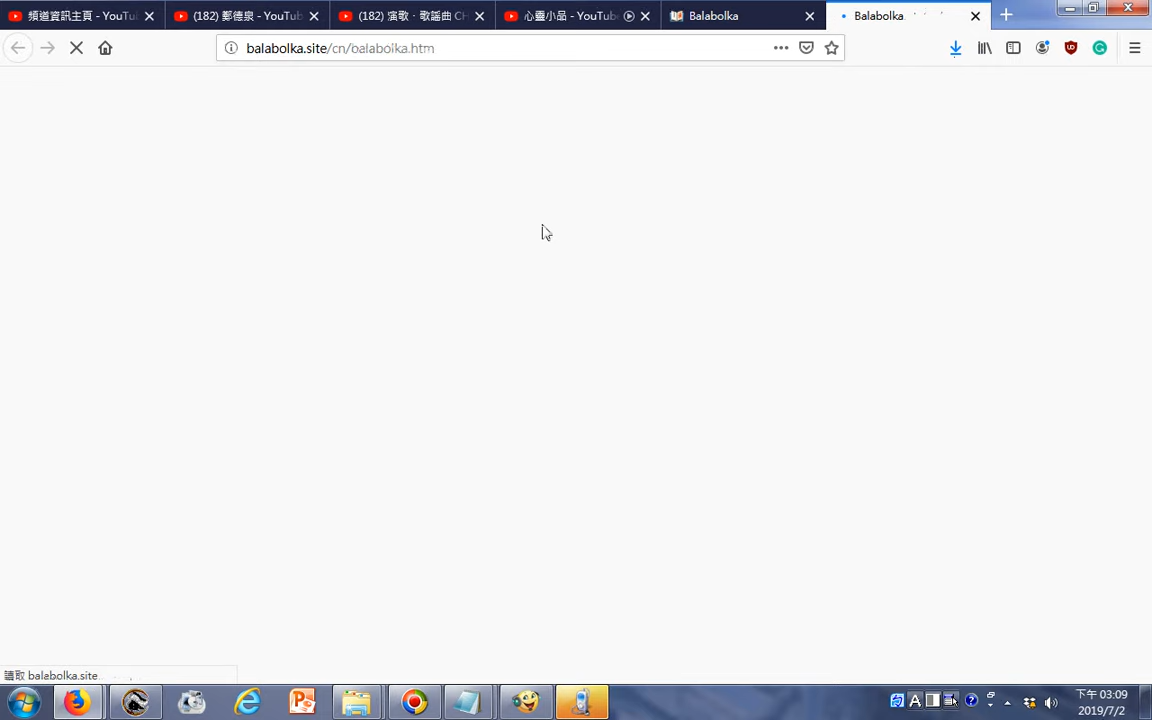 頻道資訊主頁 - YouTu
(182) 鄭德泉 - YouTub
(182) 演歌‧歌謡曲 CH
心靈小品 - YouTube
Balabolka
Balabolka
balabolka.site/cn/balabolka.htm
讀取 balabolka.site
下午 03:09
2019/7/2